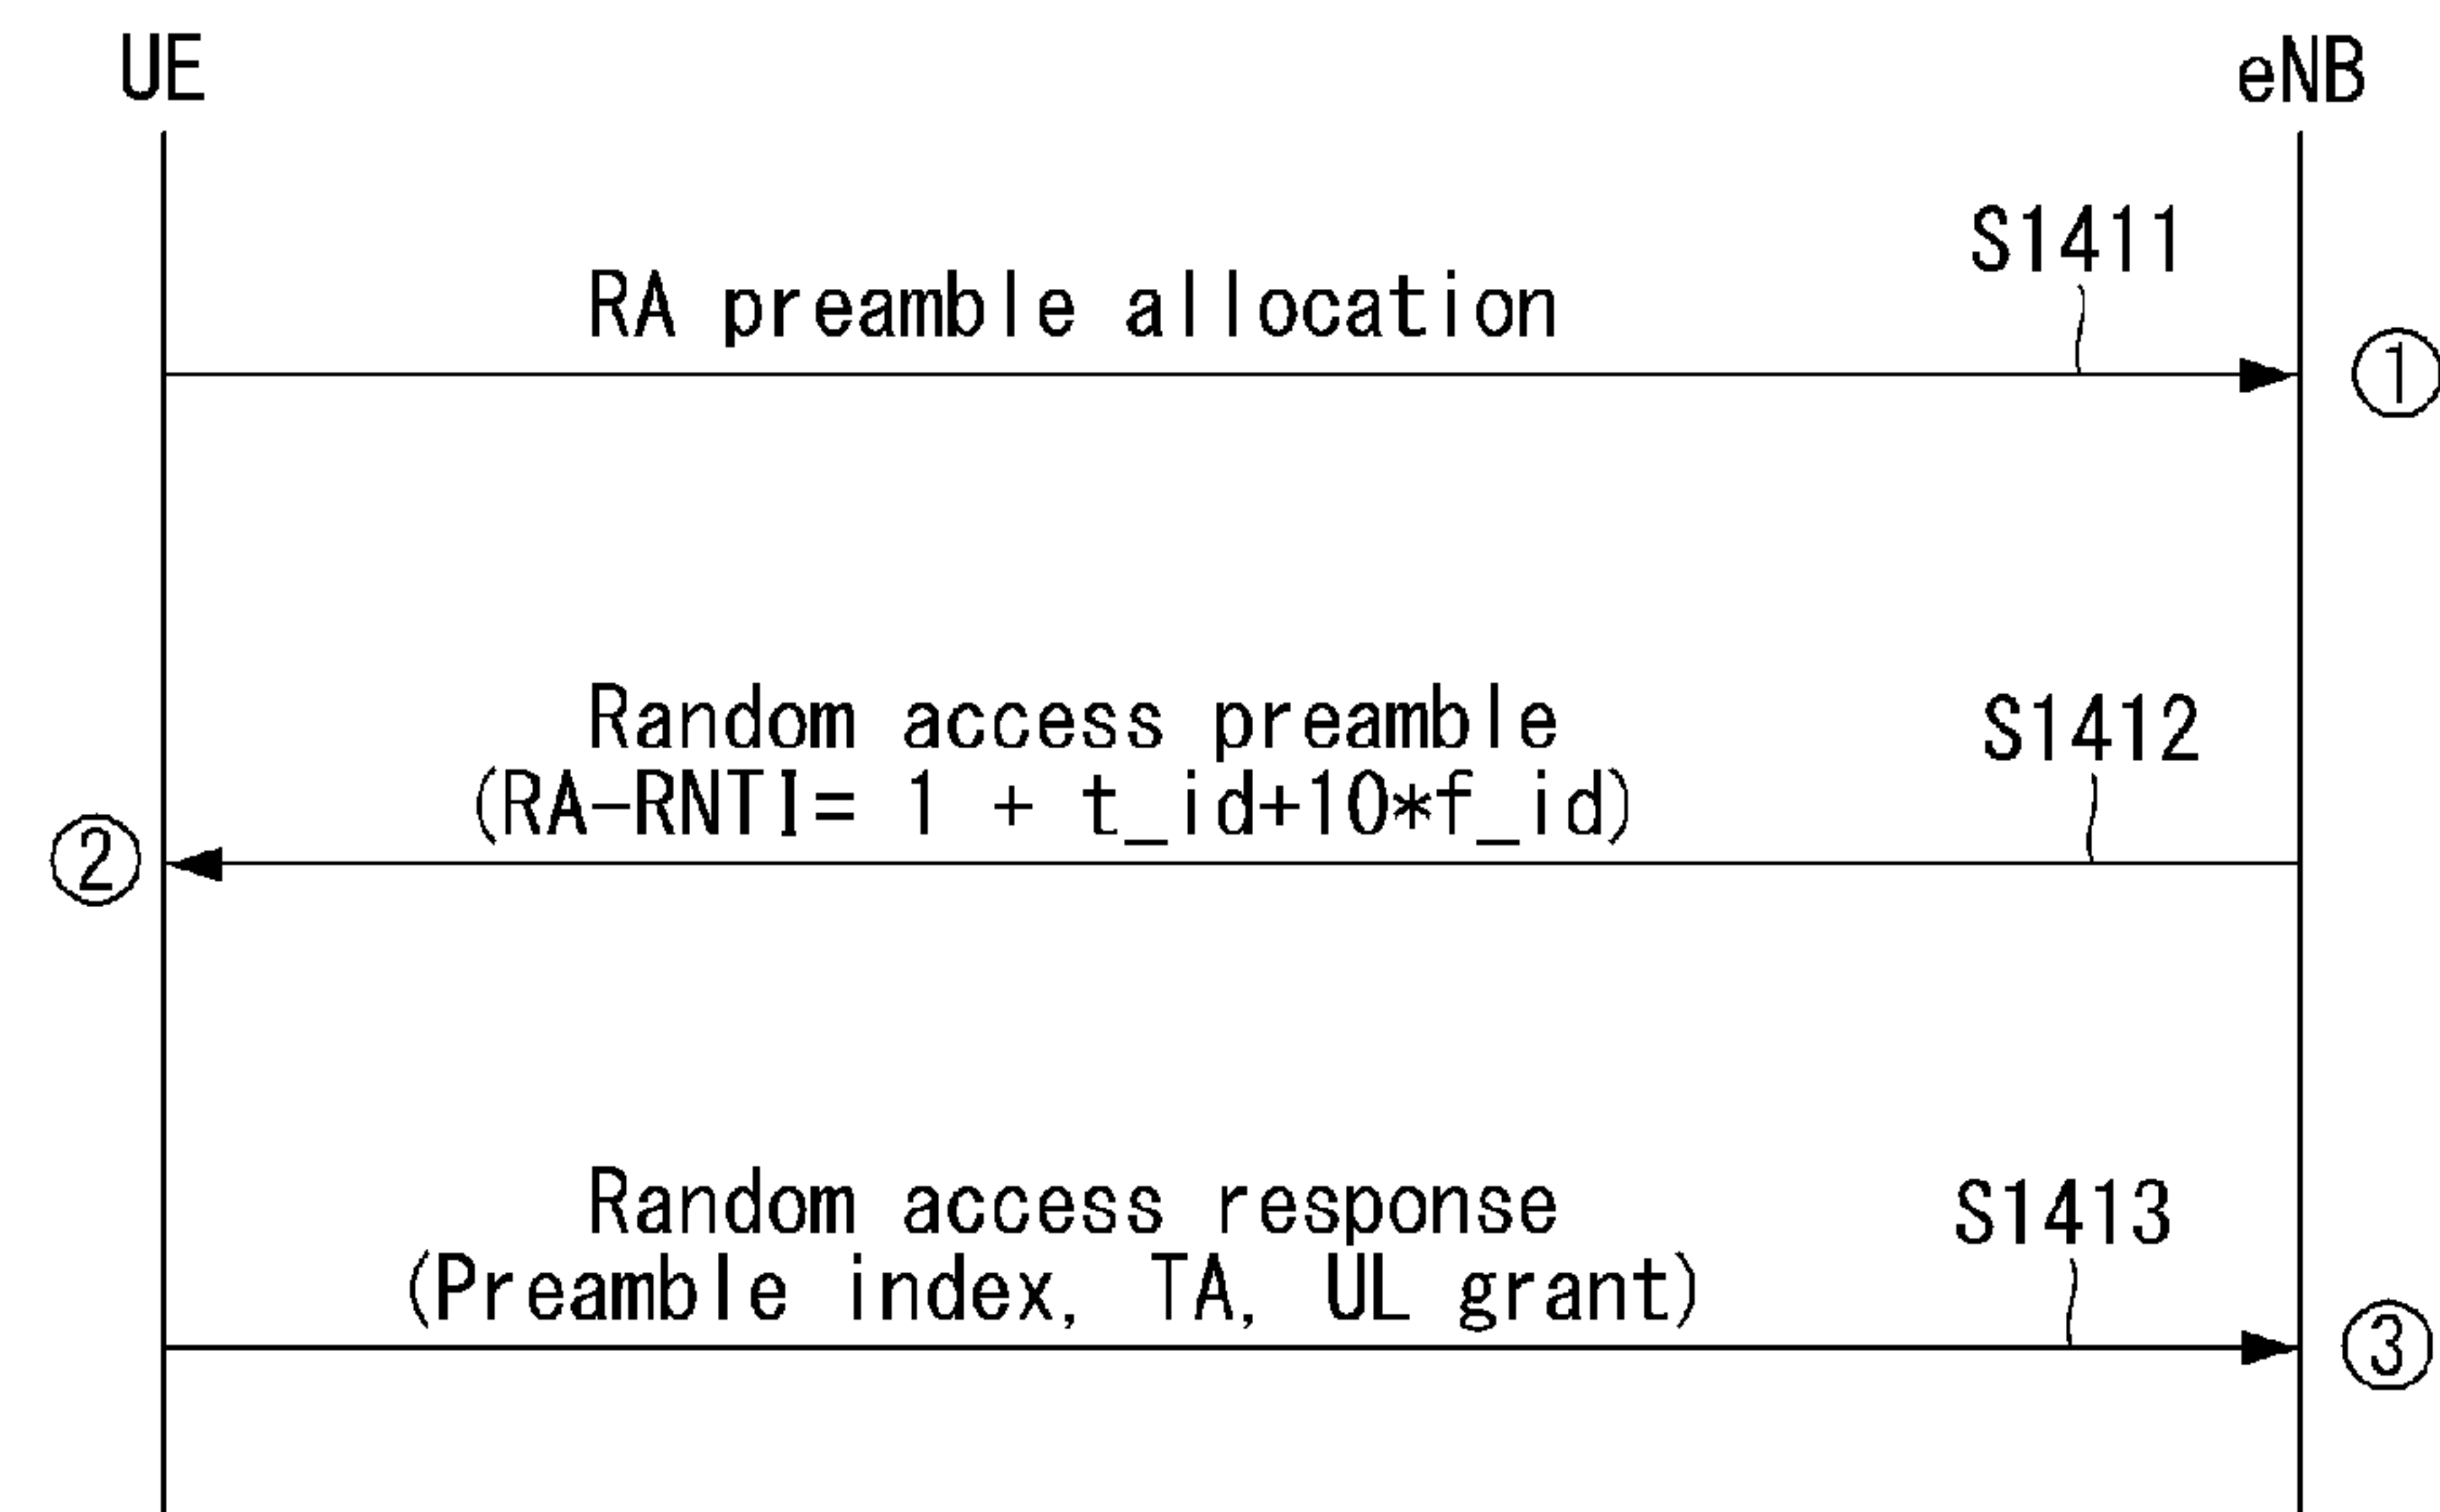 UE
eNB
S1411
RA preamble allocation
①
Random access preamble
S1412
(RA-RNTI= 1 + t_id+10*f_id)
②
Random access response
S1413
(Preamble index, TA, UL grant)
③